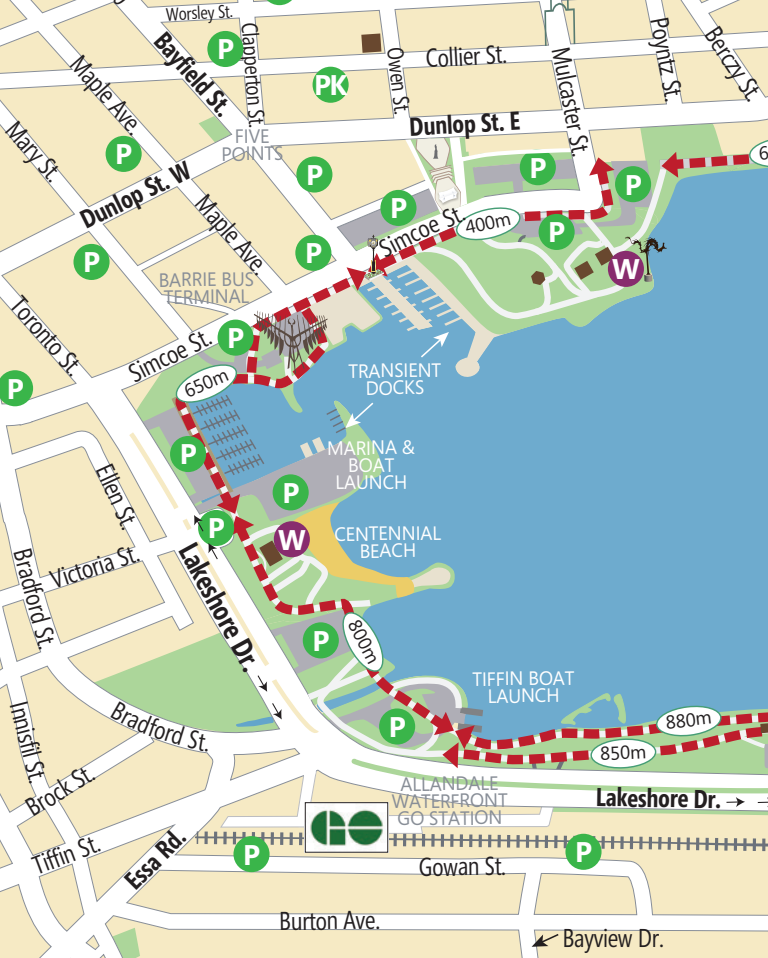 Worsley St.
P
Clapperton St.
Bayfield St.
PK
Owen St.
Collier St.
Mulcaster St.
Poyntz St.
Berczy St.
Maple Ave.
Mary St.
P
Dunlop St. E
FIVE
POINTS
P
P
P
6
Dunlop St. W
Maple Ave.
P
Simcoe St.
400m
P
P
P
W
BARRIE BUS
TERMINAL
Toronto St.
Simcoe St.
P
650m
P
TRANSIENT
DOCKS
P
MARINA &
BOAT
LAUNCH
P
Ellen St.
P
W
CENTENNIAL
BEACH
Victoria St.
Bradford St.
Lakeshore Dr.
P
800m
TIFFIN BOAT
LAUNCH
P
880m
850m
Innisfil St.
Bradford St.
Brock St.
ALLANDALE
WATERFRONT
GO STATION
Lakeshore Dr.
GO
Tiffin St.
Essa Rd.
P
P
Gowan St.
Burton Ave.
Bayview Dr.